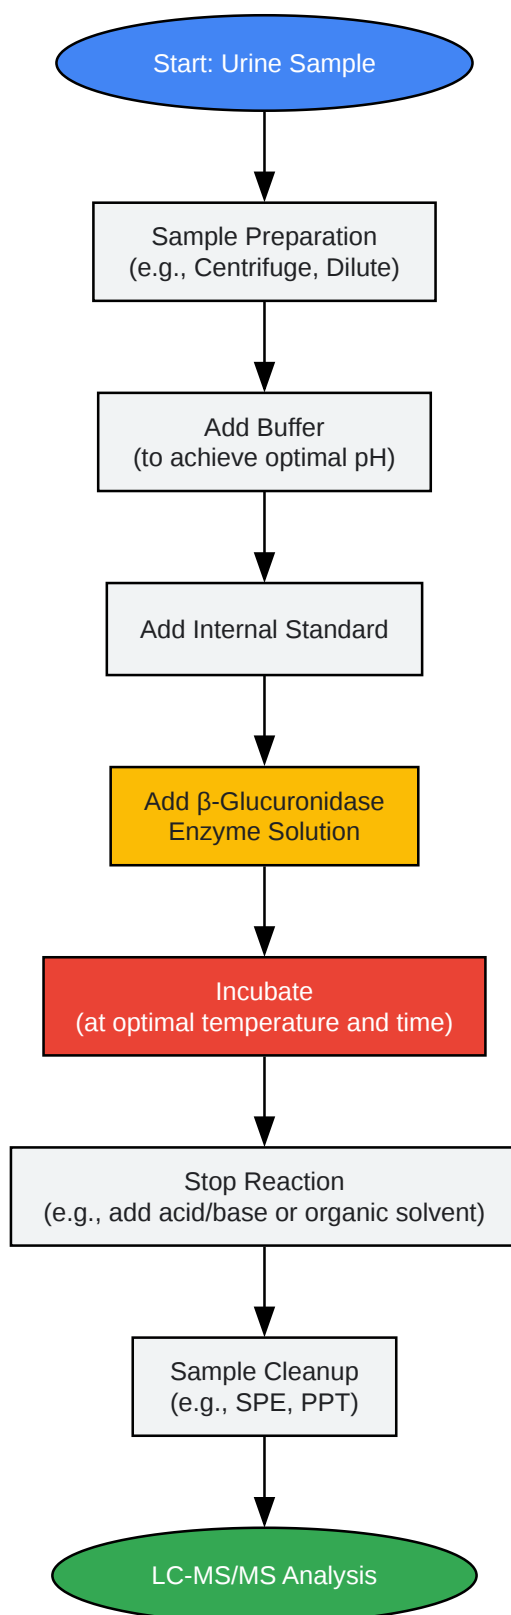 Start: Urine Sample
Sample Preparation
(e.g., Centrifuge, Dilute)
Add Buffer
(to achieve optimal pH)
Add Internal Standard
Add β-Glucuronidase
Enzyme Solution
Incubate
(at optimal temperature and time)
Stop Reaction
(e.g., add acid/base or organic solvent)
Sample Cleanup
(e.g., SPE, PPT)
LC-MS/MS Analysis